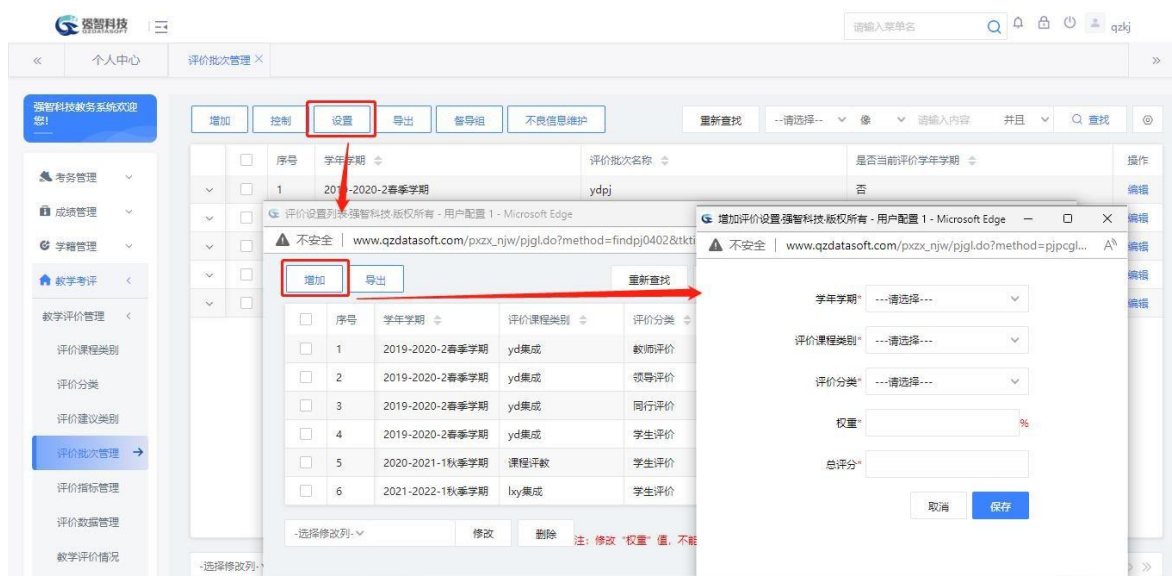 强智科技
QZDATASOFT
请输入菜单名
qzkj
个人中心
评价批次管理
强智科技教务系统欢迎您!
增加 控制 设置 导出 督导组 不良信息维护 重新查找 --请选择-- 像 请输入内容 并且 查找
序号 学年学期 评价批次名称 是否当前评价学年学期 操作
1 2019-2020-2春季学期 ydpj 否 编辑
编辑
编辑
编辑
编辑
考务管理
成绩管理
学籍管理
教学考评
教学评价管理
评价课程类别
评价分类
评价建议类别
评价批次管理
评价指标管理
评价数据管理
教学评价情况
-选择修改列-
评价设置列表-强智科技-版权所有 - 用户配置 1 - Microsoft Edge
不安全 www.qzdatasoft.com/pxzx_njw/pjgl.do?method=findpj0402&tkti
增加 导出 重新查找
序号 学年学期 评价课程类别 评价分类
1 2019-2020-2春季学期 yd集成 教师评价
2 2019-2020-2春季学期 yd集成 领导评价
3 2019-2020-2春季学期 yd集成 同行评价
4 2019-2020-2春季学期 yd集成 学生评价
5 2020-2021-1秋季学期 课程评教 学生评价
6 2021-2022-1秋季学期 lxy集成 学生评价
-选择修改列- 修改 删除 注：修改 "权重" 值，不能
增加评价设置-强智科技-版权所有 - 用户配置 1 - Microsoft Edge
不安全 www.qzdatasoft.com/pxzx_njw/pjgl.do?method=pjpcgl...
学年学期* ---请选择---
评价课程类别* ---请选择---
评价分类* ---请选择---
权重* %
总评分*
取消 保存